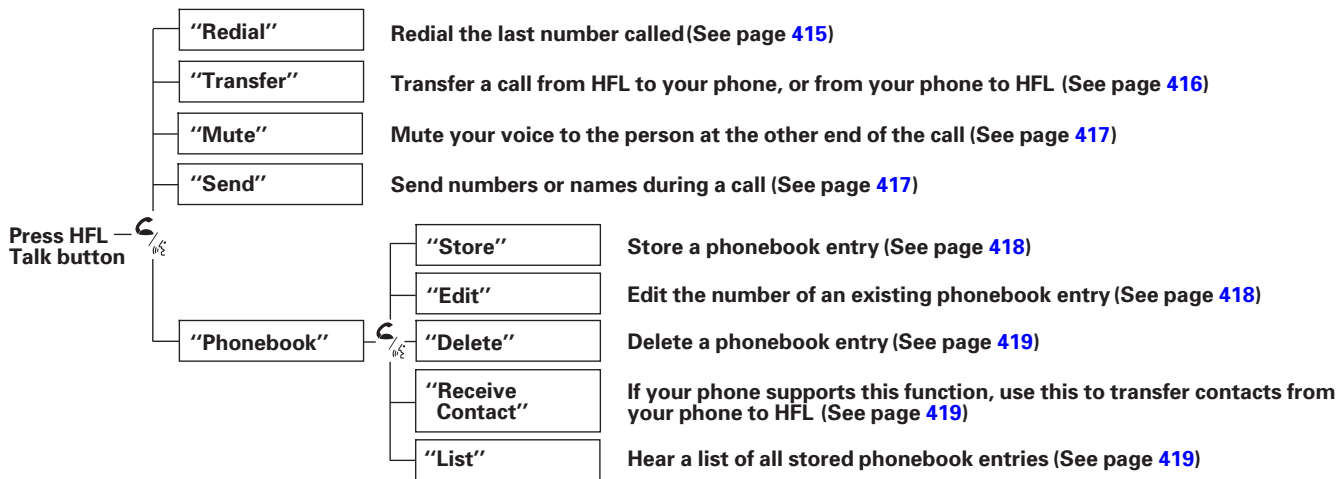 "Redial" Redial the last number called (See page 415)
"Transfer" Transfer a call from HFL to your phone, or from your phone to HFL (See page 416)
"Mute" Mute your voice to the person at the other end of the call (See page 417)
"Send" Send numbers or names during a call (See page 417)
Press HFL
Talk button
"Phonebook"
"Store" Store a phonebook entry (See page 418)
"Edit" Edit the number of an existing phonebook entry (See page 418)
"Delete" Delete a phonebook entry (See page 419)
"Receive
Contact"
If your phone supports this function, use this to transfer contacts from
your phone to HFL (See page 419)
"List" Hear a list of all stored phonebook entries (See page 419)